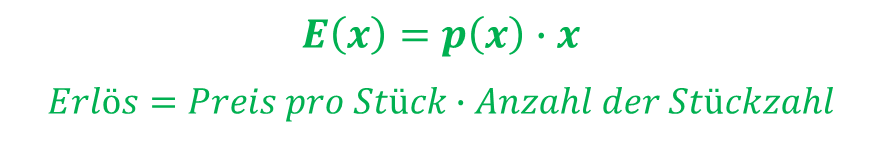 E(x) = p(x) · x
Erlös = Preis pro Stück · Anzahl der Stückzahl